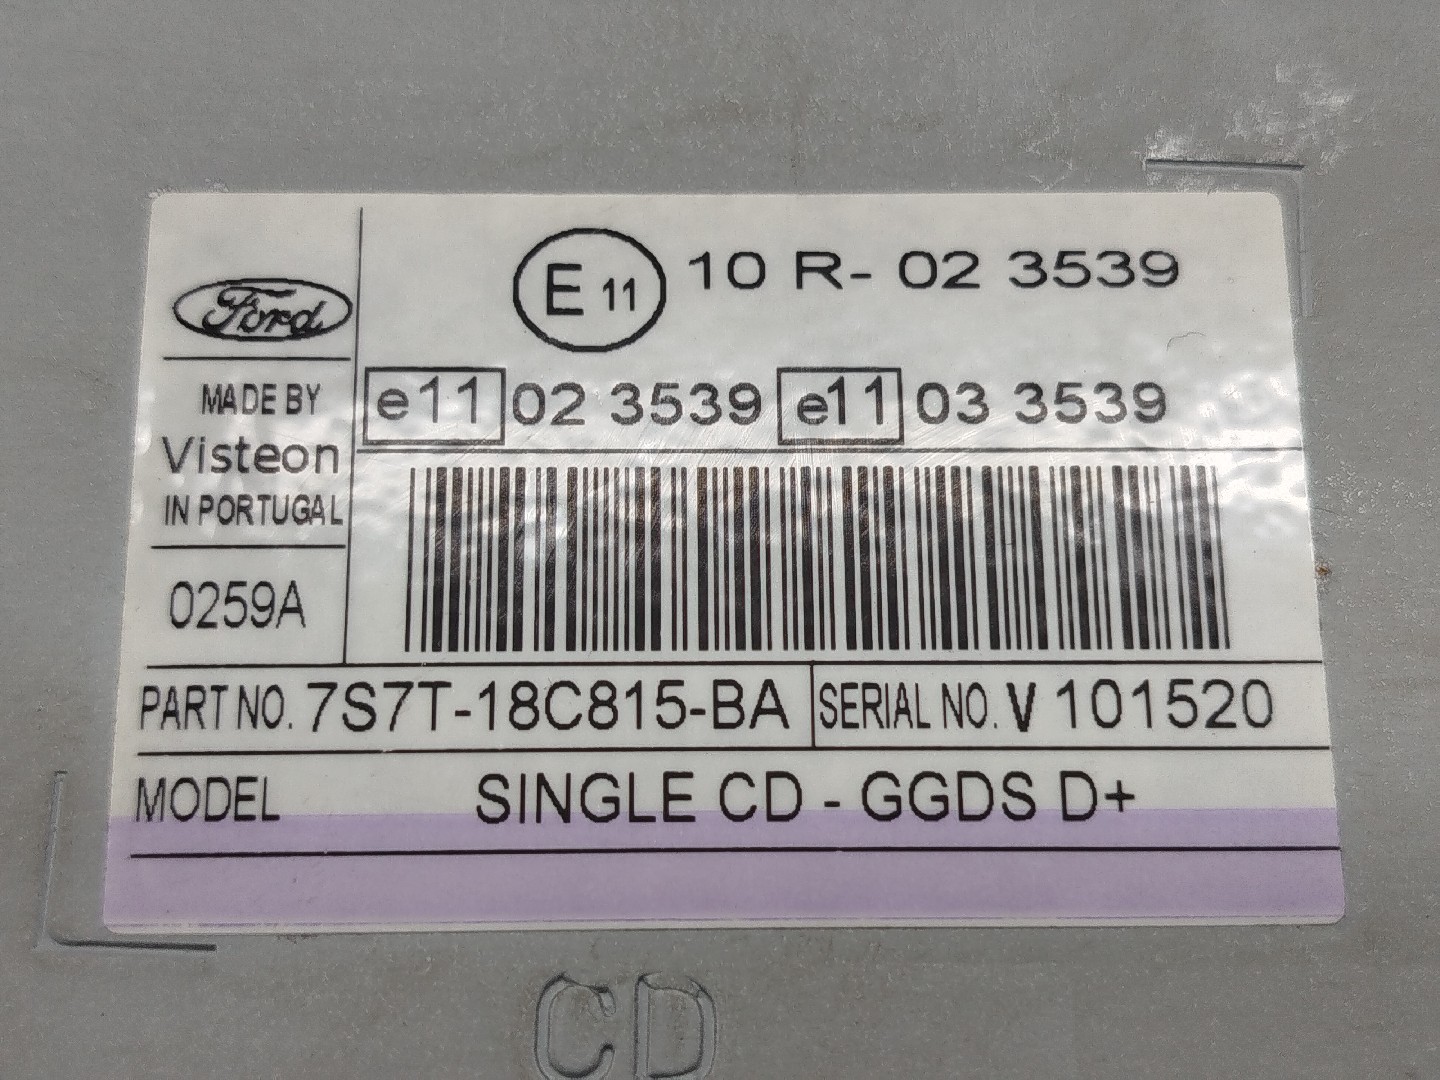 Ford
E 11 10 R- 02 3539
e11 02 3539 e11 03 3539
MADE BY
Visteon
IN PORTUGAL
0259A
PART NO. 7S7T-18C815-BA SERIAL NO. V 101520
MODEL SINGLE CD - GGDS D+
CD